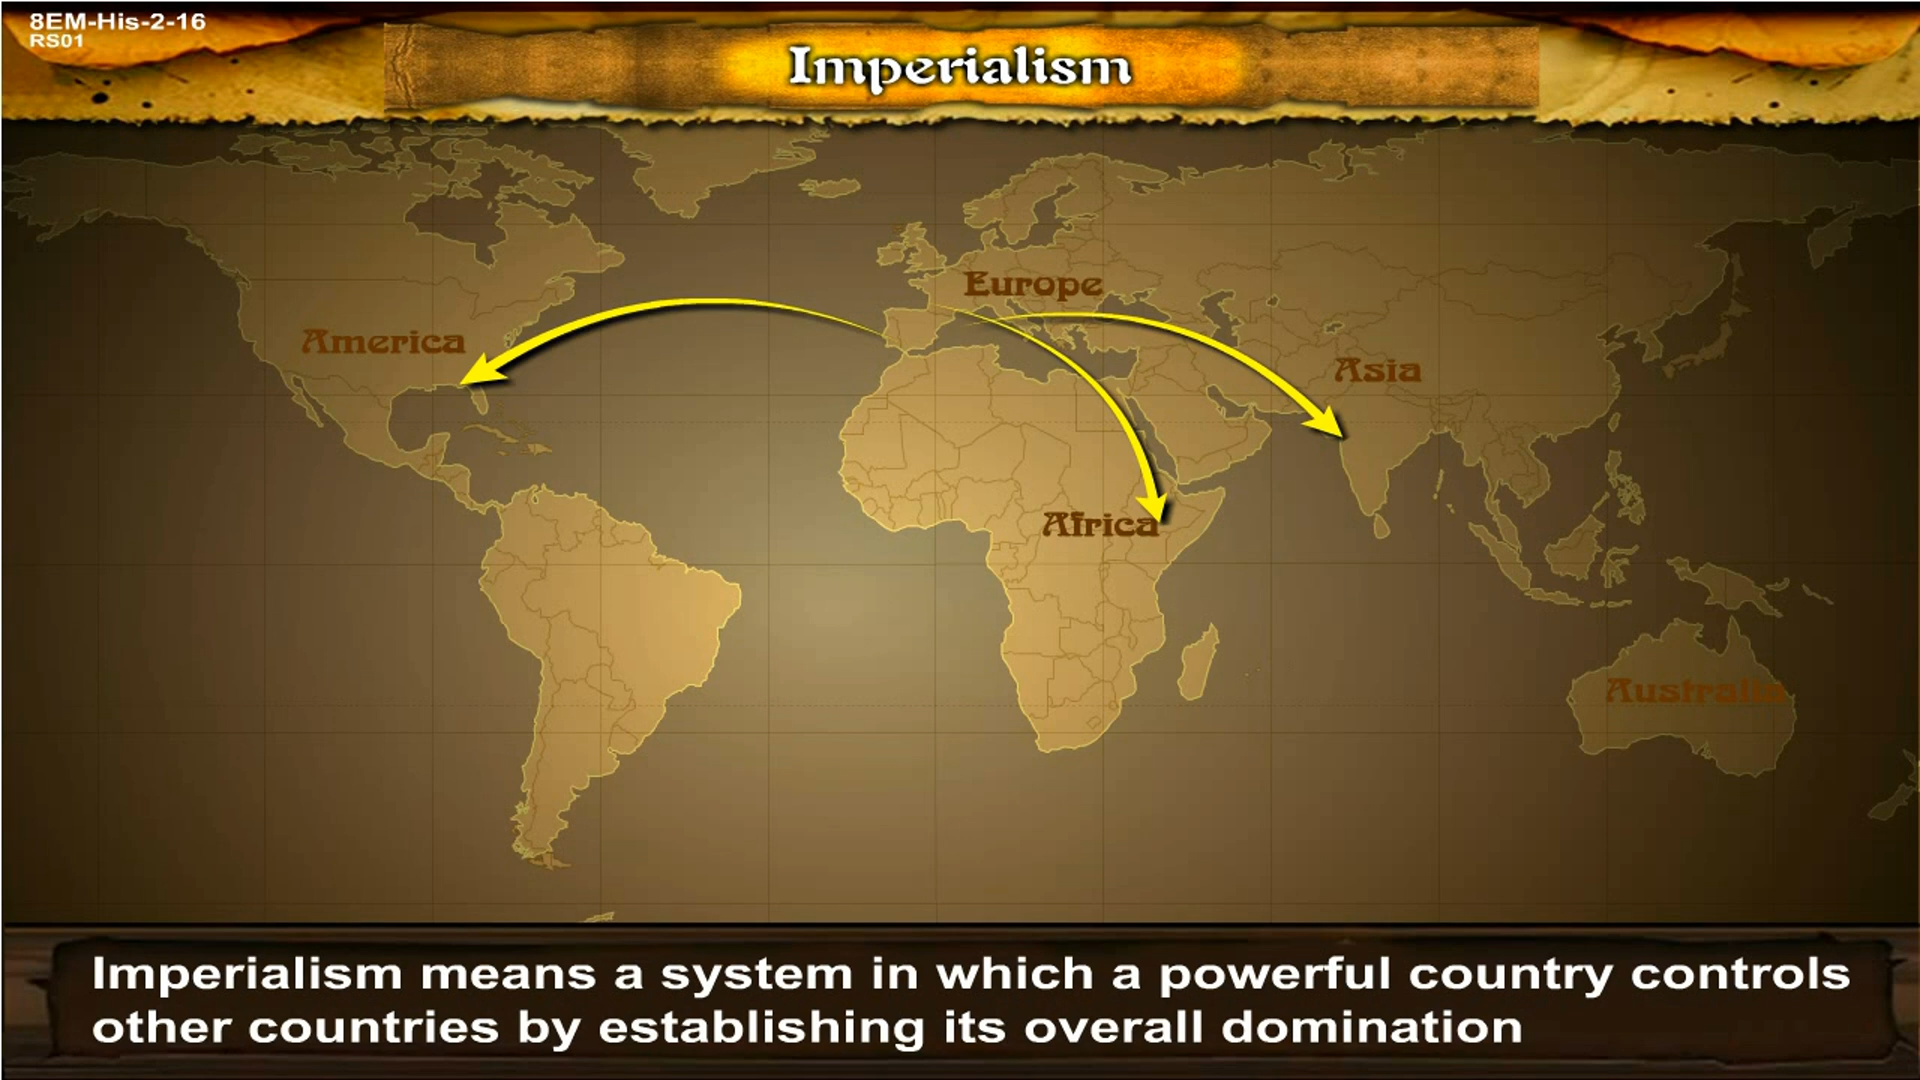 8EM-His-2-16
RS01
Imperialism
Europe
America
Asia
Africa
Australia
Imperialism means a system in which a powerful country controls
other countries by establishing its overall domination